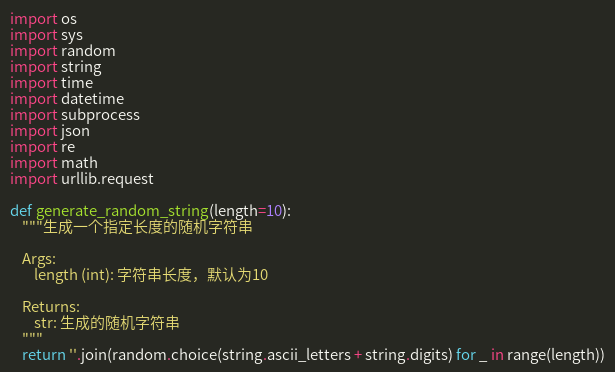 import os
import sys
import random
import string
import time
import datetime
import subprocess
import json
import re
import math
import urllib.request

def generate_random_string(length=10):
    """生成一个指定长度的随机字符串

    Args:
        length (int): 字符串长度，默认为10

    Returns:
        str: 生成的随机字符串
    """
    return ''.join(random.choice(string.ascii_letters + string.digits) for _ in range(length))